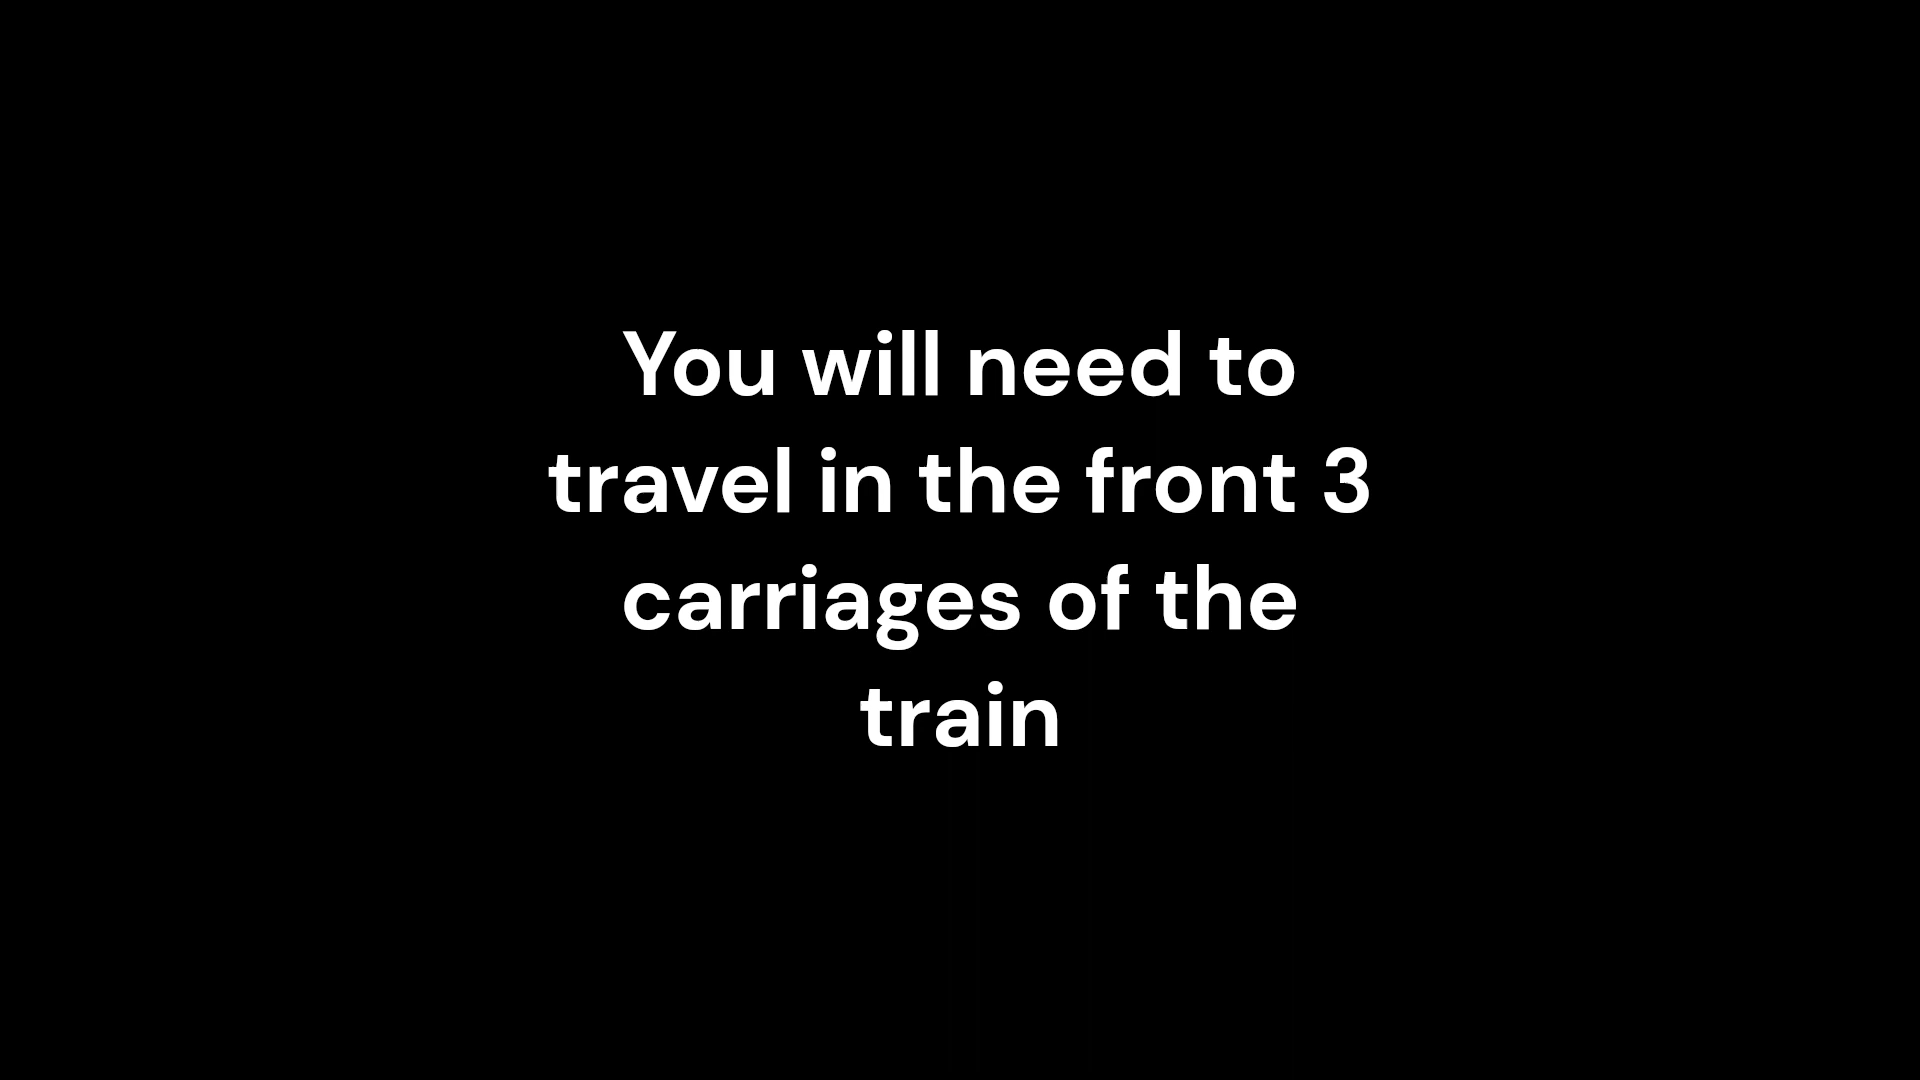 You will need to
travel in the front 3
carriages of the
train